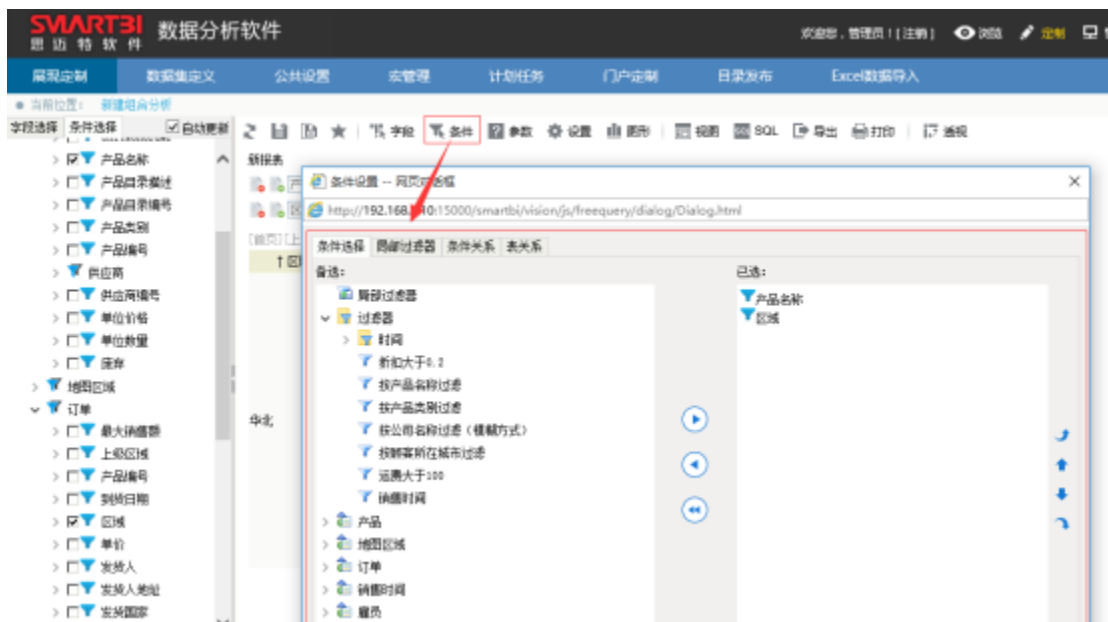 SMARTBI 数据分析软件
思迈特软件
欢迎您，管理员！[注销] 浏览 定制
展现定制 数据集定义 公共设置 宏管理 计划任务 门户定制 目录发布 Excel数据导入
当前位置： 新建组合分析
字段选择 条件选择 自动更新 字段 条件 参数 设置 图形 视图 SQL 导出 打印 透视
产品名称
产品目录描述
产品目录编号
产品类别
产品编号
供应商
供应商编号
单位价格
单位数量
库存
地图区域
订单
最大销售额
上级区域
产品编号
到货日期
区域
单价
发货人
发货人地址
发货国家
新报表
[首页][上
↑区
华北
条件设置 -- 网页对话框
/smartbi/vision/js/freequery/dialog/Dialog.html
条件选择 局部过滤器 条件关系 表关系
备选：
局部过滤器
过滤器
时间
折扣大于0.2
按产品名称过滤
按产品类别过滤
按公司名称过滤（模糊方式）
按顾客所在城市过滤
运费大于100
销售时间
产品
地图区域
订单
销售时间
雇员
已选：
产品名称
区域